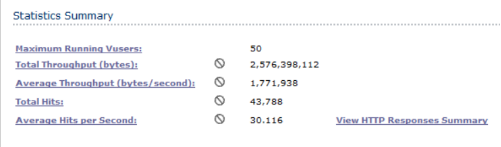 Statistics Summary
Maximum Running Vusers: 50
Total Throughput (bytes): 2,576,398,112
Average Throughput (bytes/second): 1,771,938
Total Hits: 43,788
Average Hits per Second: 30.116 View HTTP Responses Summary